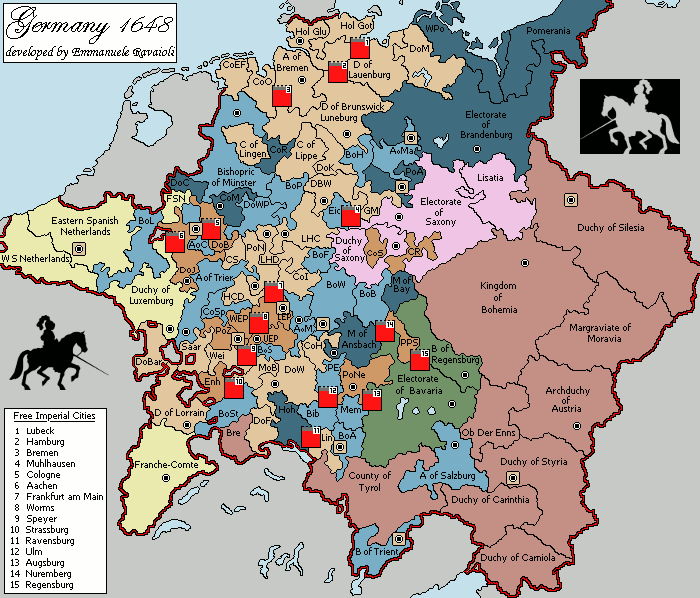 Germany 1648
developed by Emmanuele Ravaioli
Hol Glu
Hol Got
WPo
Pomerania
DoM
1
A of
Bremen
2
D of
Lauenburg
CoEF
CoO
3
D of Brunswick
Luneburg
Electorate
of
Brandenburg
C of
Lingen
CoR
C of
Lippe
BoH
AoMa
Bishopric
of Münster
DoK
PoA
Lisatia
DoC
BoP
DBW
FSN
CoM
DoWP
Eic
4
GM
Electorate
of
Saxony
Duchy of Silesia
Eastern Spanish
Netherlands
BoL
5
6
AoC
DoB
LHC
Duchy
of
Saxony
CoS
CR
W S Netherlands
CS
PoN
LHD
BoF
DoJ
A of Trier
CoI
Duchy of
Luxemburg
HCD
7
BoW
BoB
M of
Bay
Kingdom
of
Bohemia
CoSp
WEP
8
LEP
AoM
Margraviate of
Moravia
PoZ
UEP
M of
Ansbach
14
Saar
Wei
9
BoS
CoH
PPS
15
B of
Regensburg
DoBar
MoB
DoW
PE
PoNe
Enh
10
Electorate
of Bavaria
Archduchy
of
Austria
12
13
D of Lorrain
BoSt
DoF
Hoh
Bib
Mem
Bre
11
Lin
BoA
Ob Der Enns
Franche-Comte
County of
Tyrol
A of Salzburg
Duchy of Styria
Duchy of Carinthia
B of Trient
Duchy of Carniola
Free Imperial Cities
1 Lubeck
2 Hamburg
3 Bremen
4 Muhlhausen
5 Cologne
6 Aachen
7 Frankfurt am Main
8 Worms
9 Speyer
10 Strassburg
11 Ravensburg
12 Ulm
13 Augsburg
14 Nuremberg
15 Regensburg